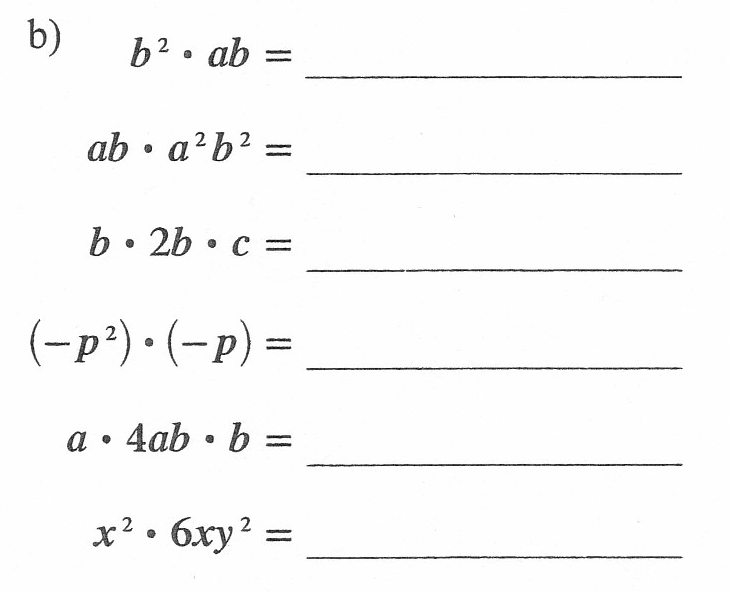 b) b² · ab =
ab · a²b² =
b · 2b · c =
(−p²) · (−p) =
a · 4ab · b =
x² · 6xy² =